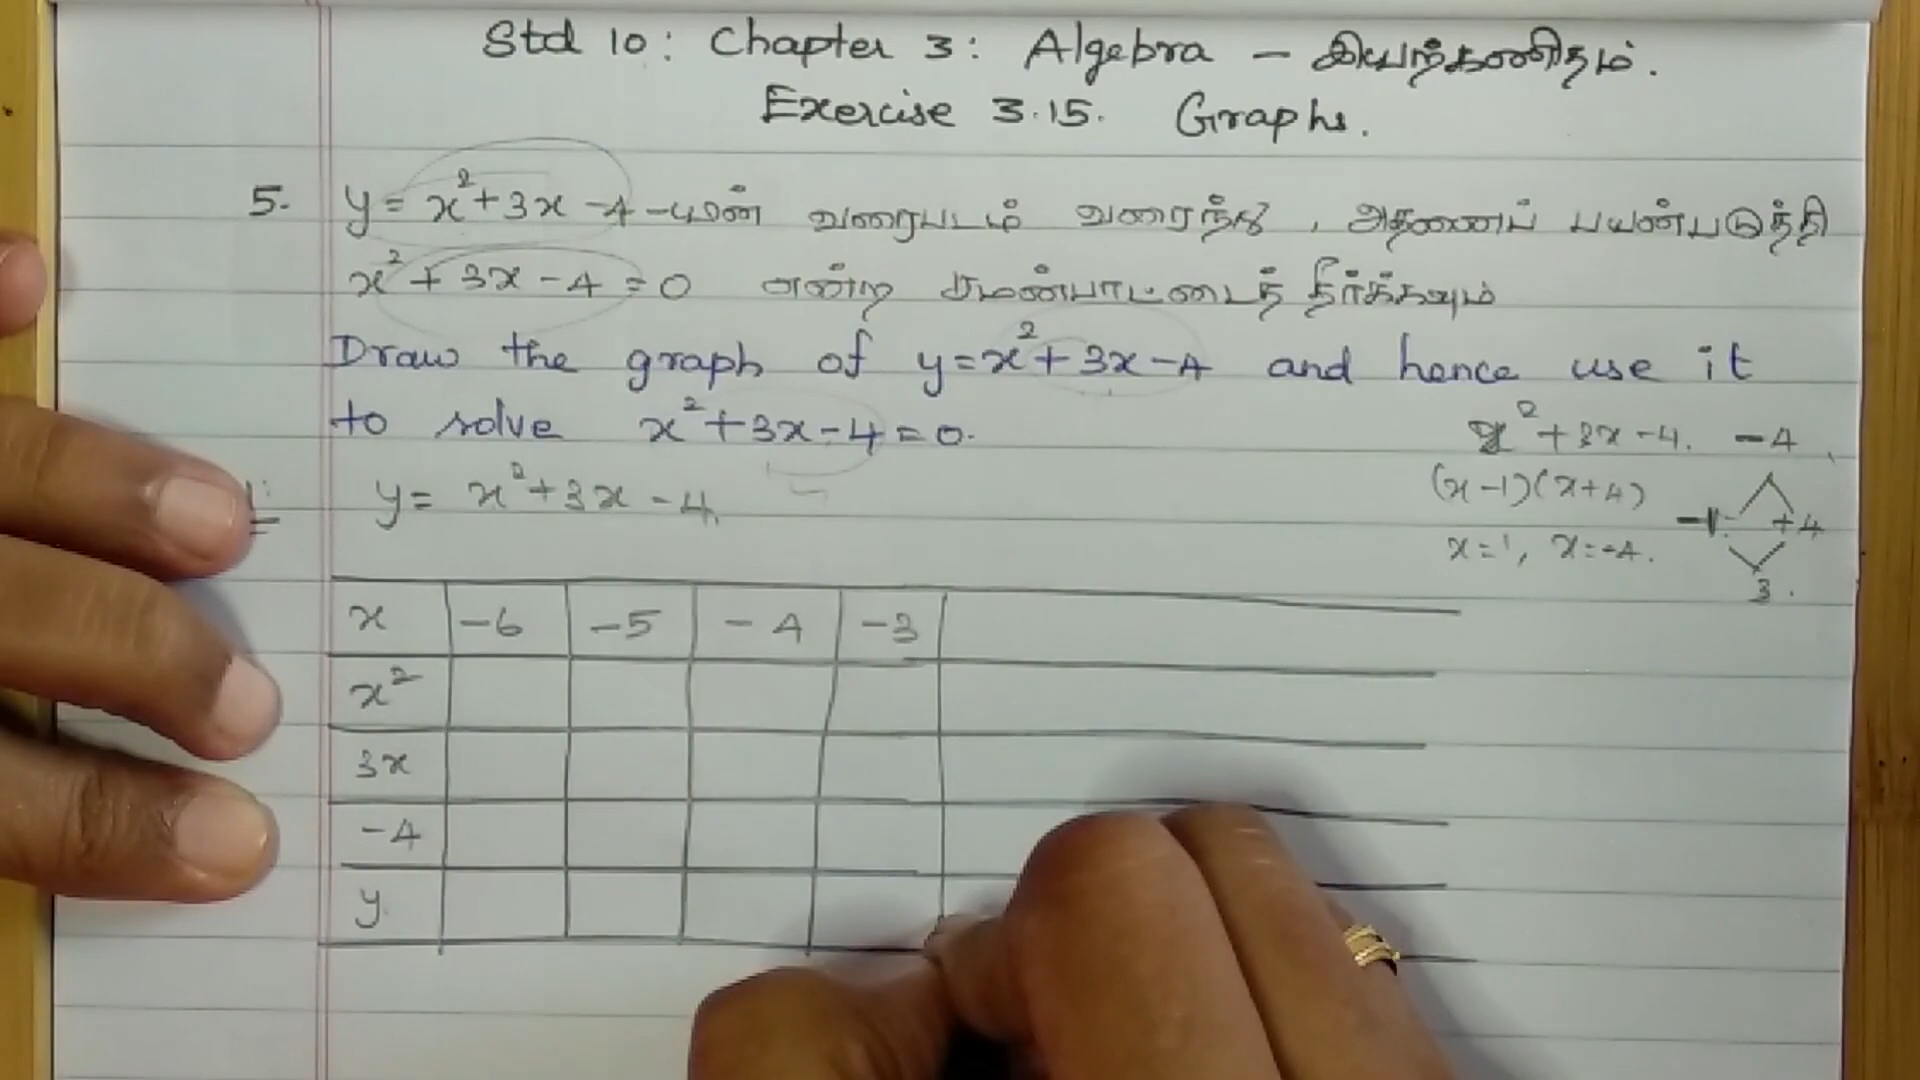 Std 10: Chapter 3: Algebra - இயற்கணிதம்.
Exercise 3.15. Graphs.
5. y = x² + 3x - 4 -யின் வரைபடம் வரைந்து, அதனைப் பயன்படுத்தி
x² + 3x - 4 = 0 என்ற சமன்பாட்டைத் தீர்க்கவும்
Draw the graph of y = x² + 3x - 4 and hence use it
to solve x² + 3x - 4 = 0.
x² + 3x - 4. -4
y = x² + 3x - 4
(x - 1)(x + 4)
-1 +4
x = 1, x = -4.
3.
x -6 -5 -4 -3
x²
3x
-4
y